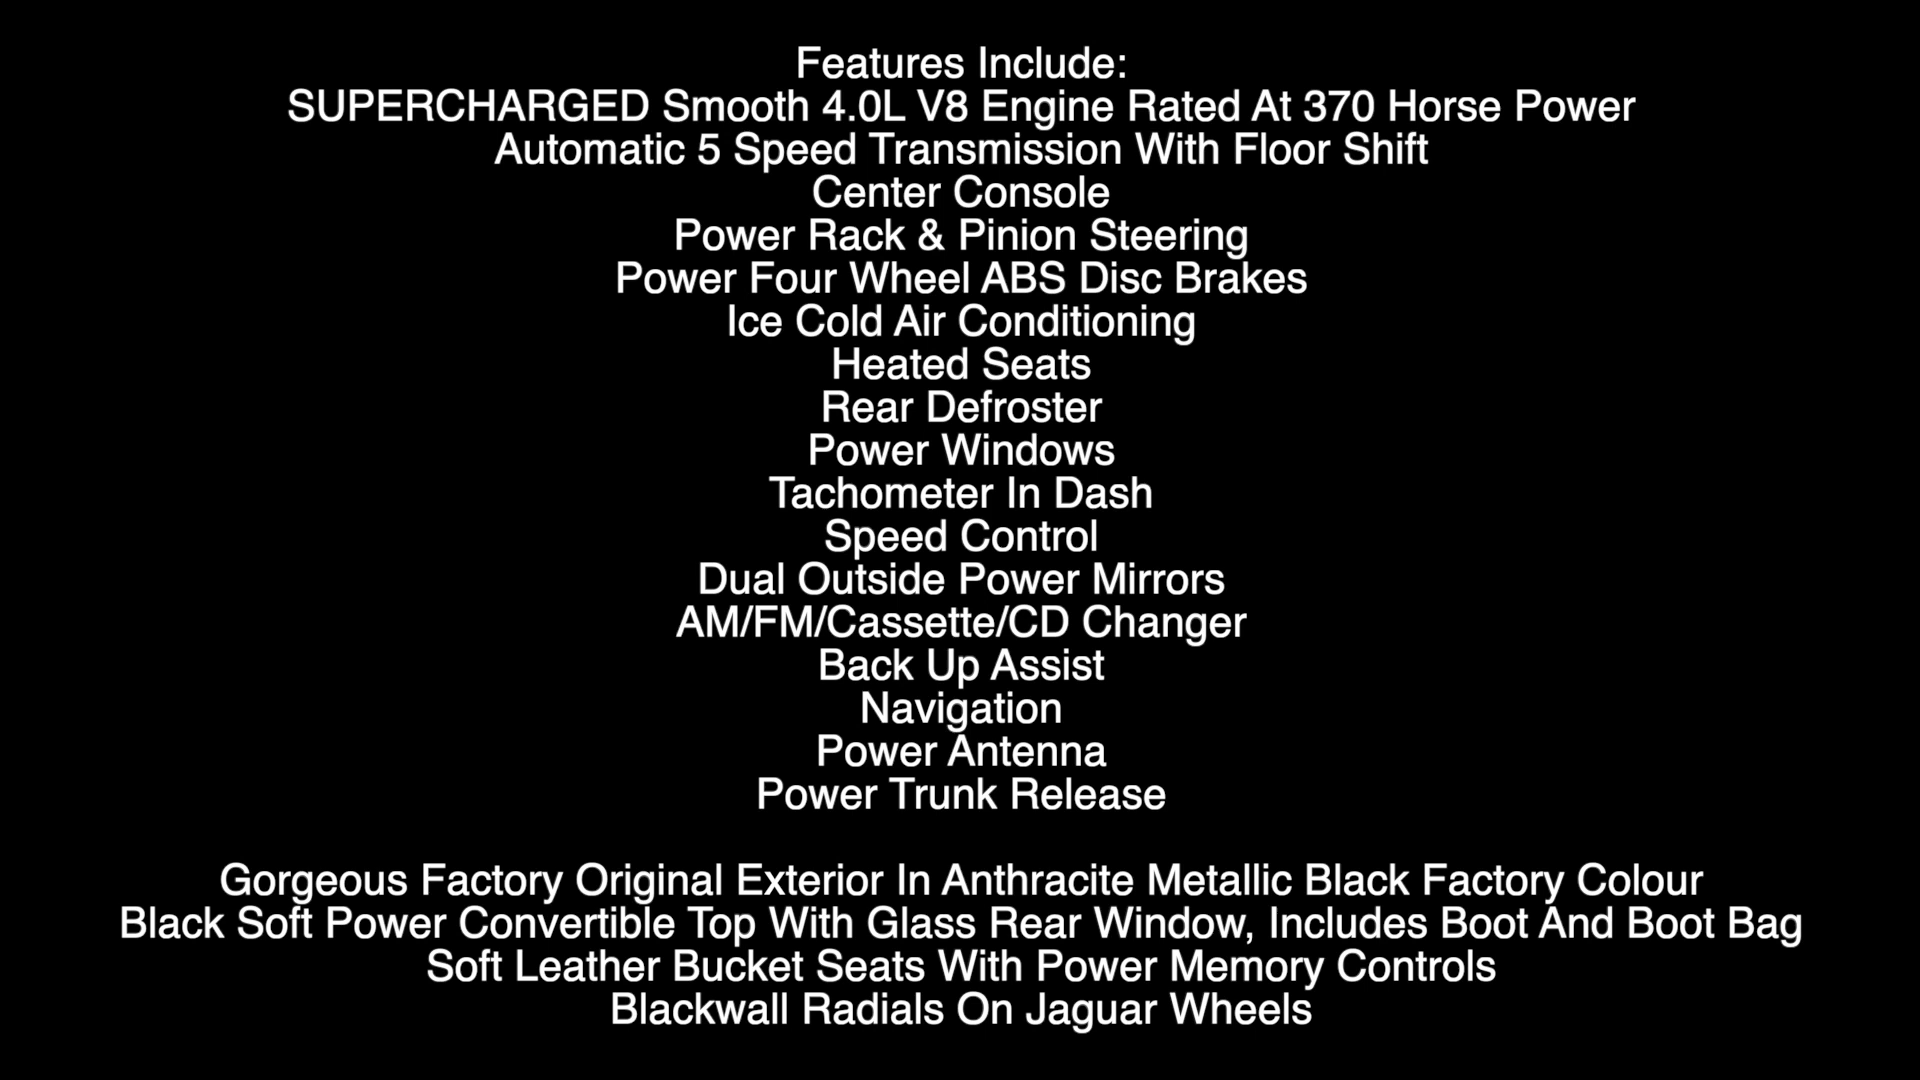 Features Include:
SUPERCHARGED Smooth 4.0L V8 Engine Rated At 370 Horse Power
Automatic 5 Speed Transmission With Floor Shift
Center Console
Power Rack & Pinion Steering
Power Four Wheel ABS Disc Brakes
Ice Cold Air Conditioning
Heated Seats
Rear Defroster
Power Windows
Tachometer In Dash
Speed Control
Dual Outside Power Mirrors
AM/FM/Cassette/CD Changer
Back Up Assist
Navigation
Power Antenna
Power Trunk Release
Gorgeous Factory Original Exterior In Anthracite Metallic Black Factory Colour
Black Soft Power Convertible Top With Glass Rear Window, Includes Boot And Boot Bag
Soft Leather Bucket Seats With Power Memory Controls
Blackwall Radials On Jaguar Wheels